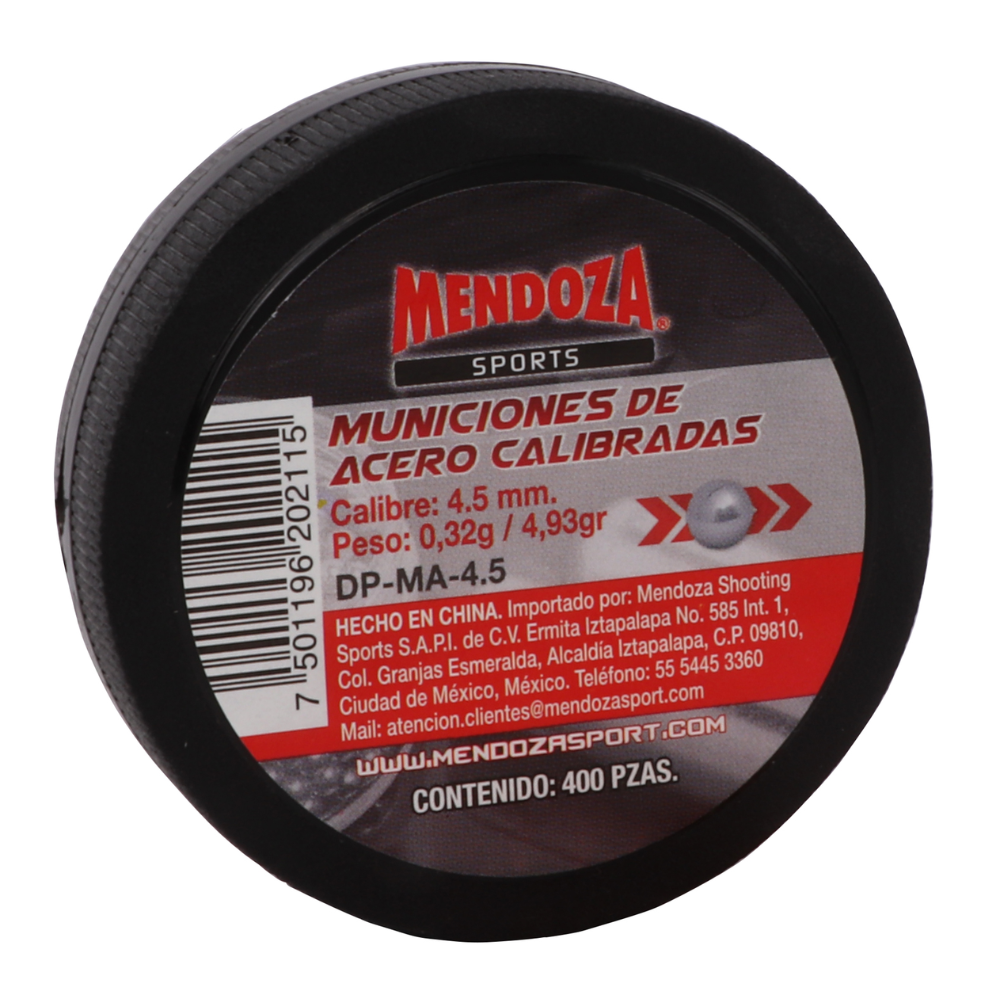 MENDOZA®
SPORTS
MUNICIONES DE
ACERO CALIBRADAS
Calibre: 4.5 mm.
Peso: 0,32g / 4,93gr
DP-MA-4.5
HECHO EN CHINA. Importado por: Mendoza Shooting
Sports S.A.P.I. de C.V. Ermita Iztapalapa No. 585 Int. 1,
Col. Granjas Esmeralda, Alcaldía Iztapalapa, C.P. 09810,
Ciudad de México, México. Teléfono: 55 5445 3360
Mail: atencion.clientes@mendozasport.com
WWW.MENDOZASPORT.COM
CONTENIDO: 400 PZAS.
7 501196 202115